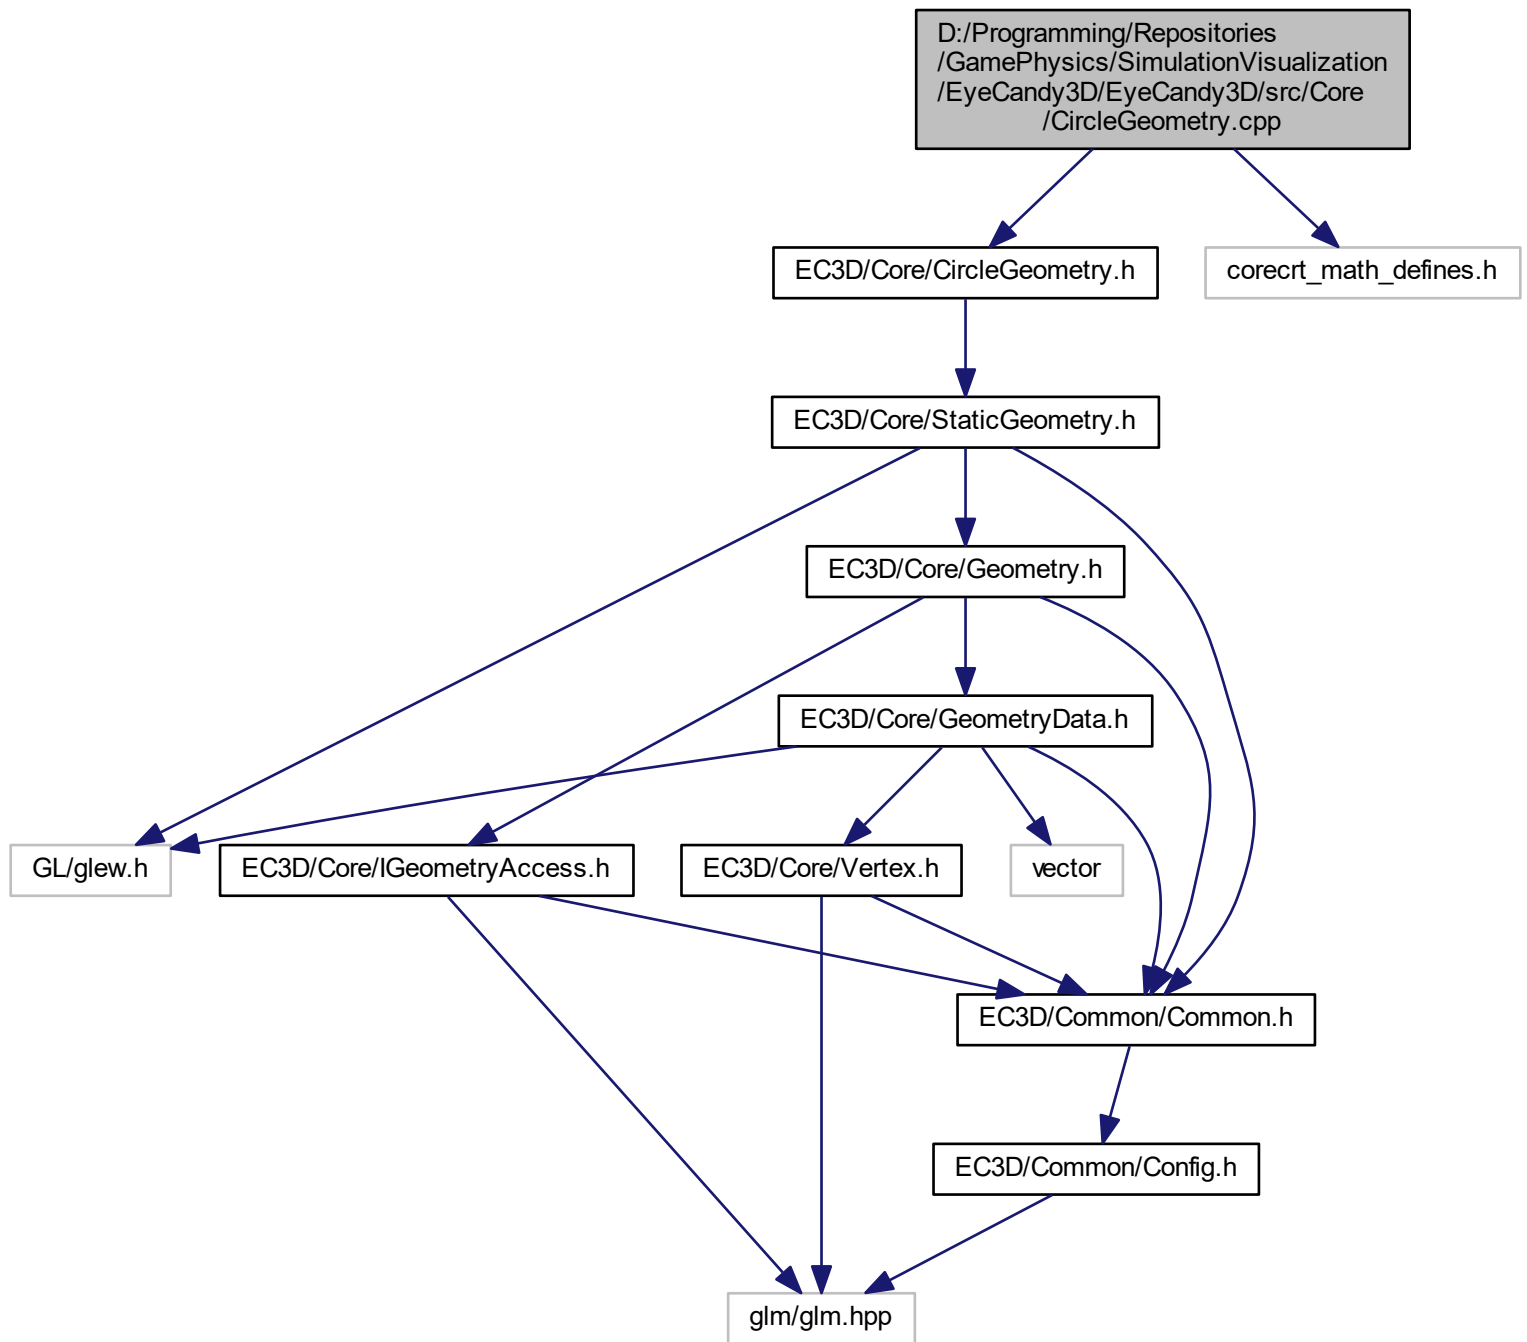 D:/Programming/Repositories
/GamePhysics/SimulationVisualization
/EyeCandy3D/EyeCandy3D/src/Core
/CircleGeometry.cpp
EC3D/Core/CircleGeometry.h
corecrt_math_defines.h
EC3D/Core/StaticGeometry.h
EC3D/Core/Geometry.h
EC3D/Core/GeometryData.h
GL/glew.h
EC3D/Core/IGeometryAccess.h
EC3D/Core/Vertex.h
vector
EC3D/Common/Common.h
EC3D/Common/Config.h
glm/glm.hpp